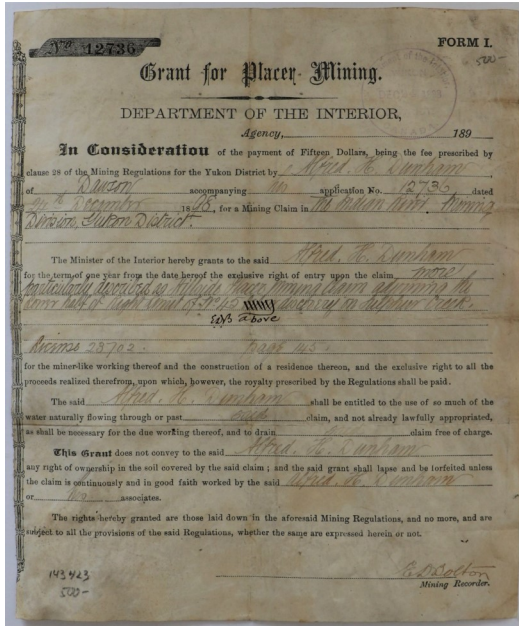 No 12736
FORM I.
500-
Grant for Placer Mining.
DEPARTMENT OF THE INTERIOR,
Agency, 189
In Consideration of the payment of Fifteen Dollars, being the fee prescribed by
clause 29 of the Mining Regulations for the Yukon District by Alfred. H. Dunham
of Dawson accompanying his application No. 12736 dated
December 1898, for a Mining Claim in the Indian River Mining
Division, Yukon District.
The Minister of the Interior hereby grants to the said Alfred. H. Dunham
for the term of one year from the date hereof the exclusive right of entry upon the claim more
particularly described as Hillside Placer Mining claim adjoining the
lower half of Right limit of No 42 discovery on Sulphur Creek
EDB above
28702 page 145
for the miner-like working thereof and the construction of a residence thereon, and the exclusive right to all the
proceeds realized therefrom, upon which, however, the royalty prescribed by the Regulations shall be paid.
The said Alfred. H. Dunham shall be entitled to the use of so much of the
water naturally flowing through or past claim, and not already lawfully appropriated,
as shall be necessary for the due working thereof, and to drain claim free of charge.
This Grant does not convey to the said Alfred. H. Dunham
any right of ownership in the soil covered by the said claim; and the said grant shall lapse and be forfeited unless
the claim is continuously and in good faith worked by the said Alfred. H. Dunham
or his associates.
The rights hereby granted are those laid down in the aforesaid Mining Regulations, and no more, and are
subject to all the provisions of the said Regulations, whether the same are expressed herein or not.
143423
500-
E D Bolton
Mining Recorder.